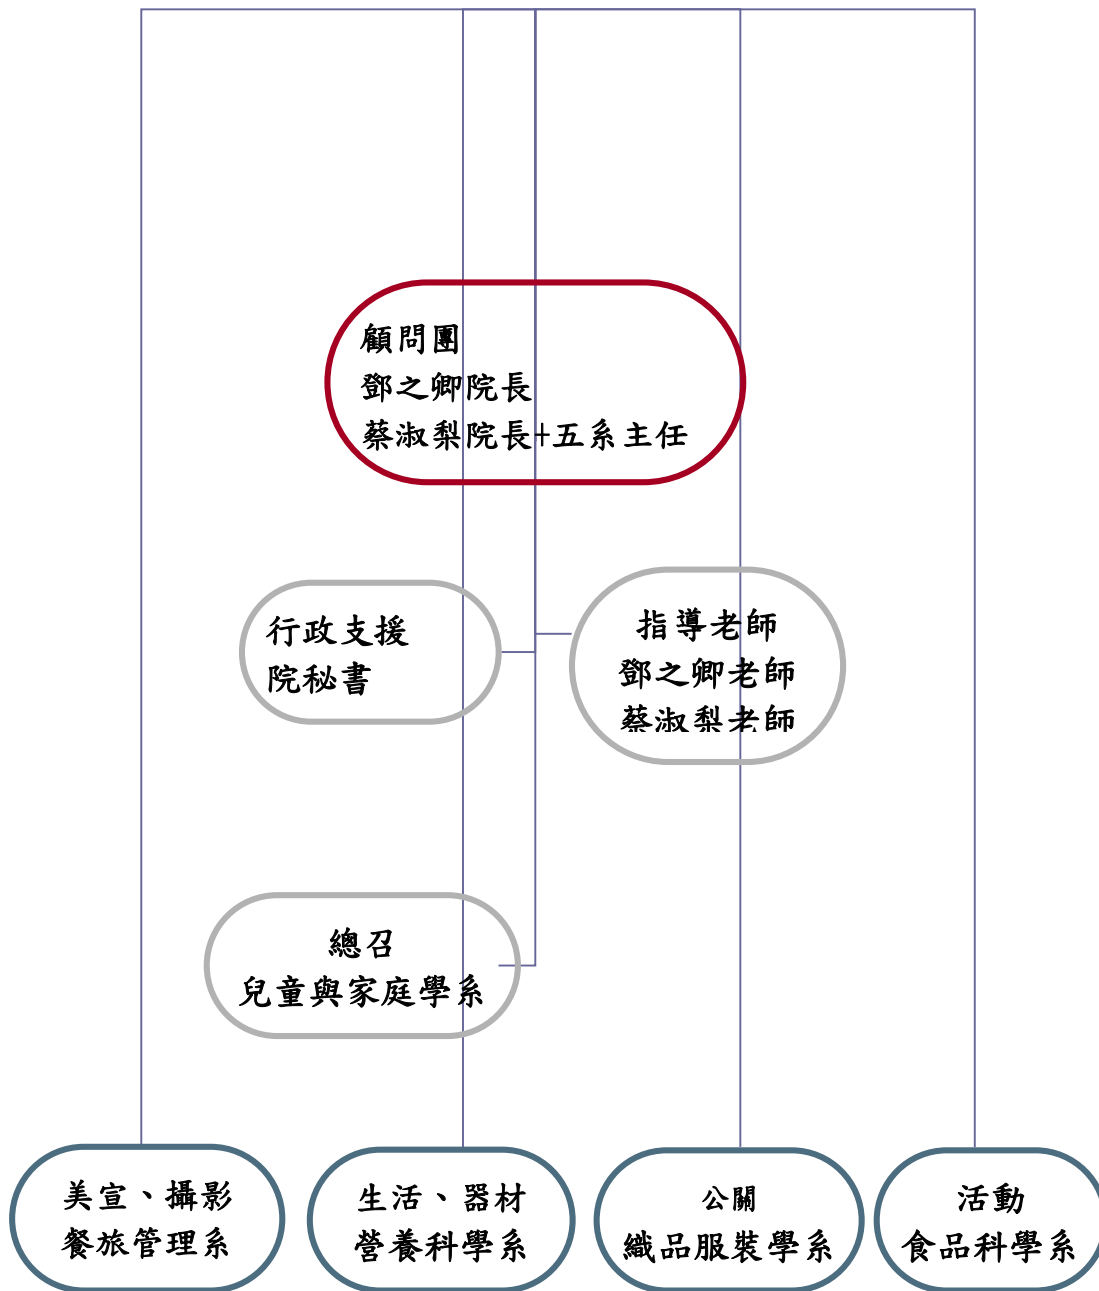 顧問團
鄧之卿院長
蔡淑梨院長+五系主任
行政支援
院秘書
指導老師
鄧之卿老師
蔡淑梨老師
總召
兒童與家庭學系
美宣、攝影
餐旅管理系
生活、器材
營養科學系
公關
織品服裝學系
活動
食品科學系